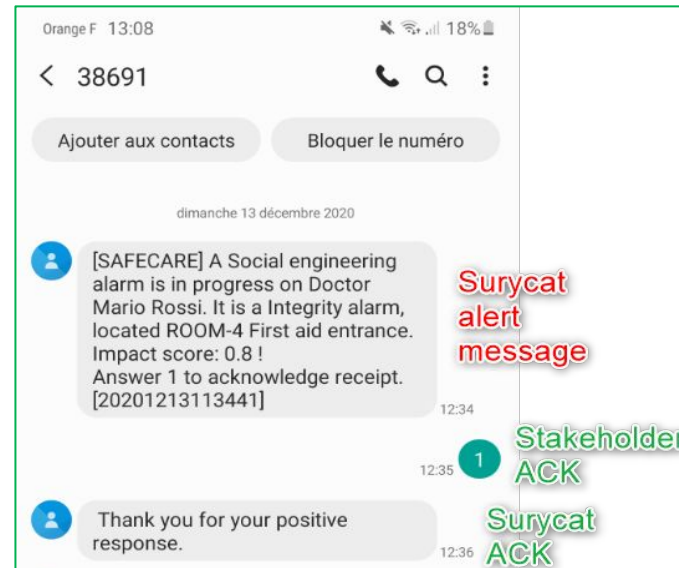 Orange F 13:08 18%
38691
Ajouter aux contacts Bloquer le numéro
dimanche 13 décembre 2020
[SAFECARE] A Social engineering
alarm is in progress on Doctor
Mario Rossi. It is a Integrity alarm,
located ROOM-4 First aid entrance.
Impact score: 0.8 !
Answer 1 to acknowledge receipt.
[20201213113441]
12:34
Surycat
alert
message
12:35 1
Stakeholder
ACK
Thank you for your positive
response.
12:36
Surycat
ACK